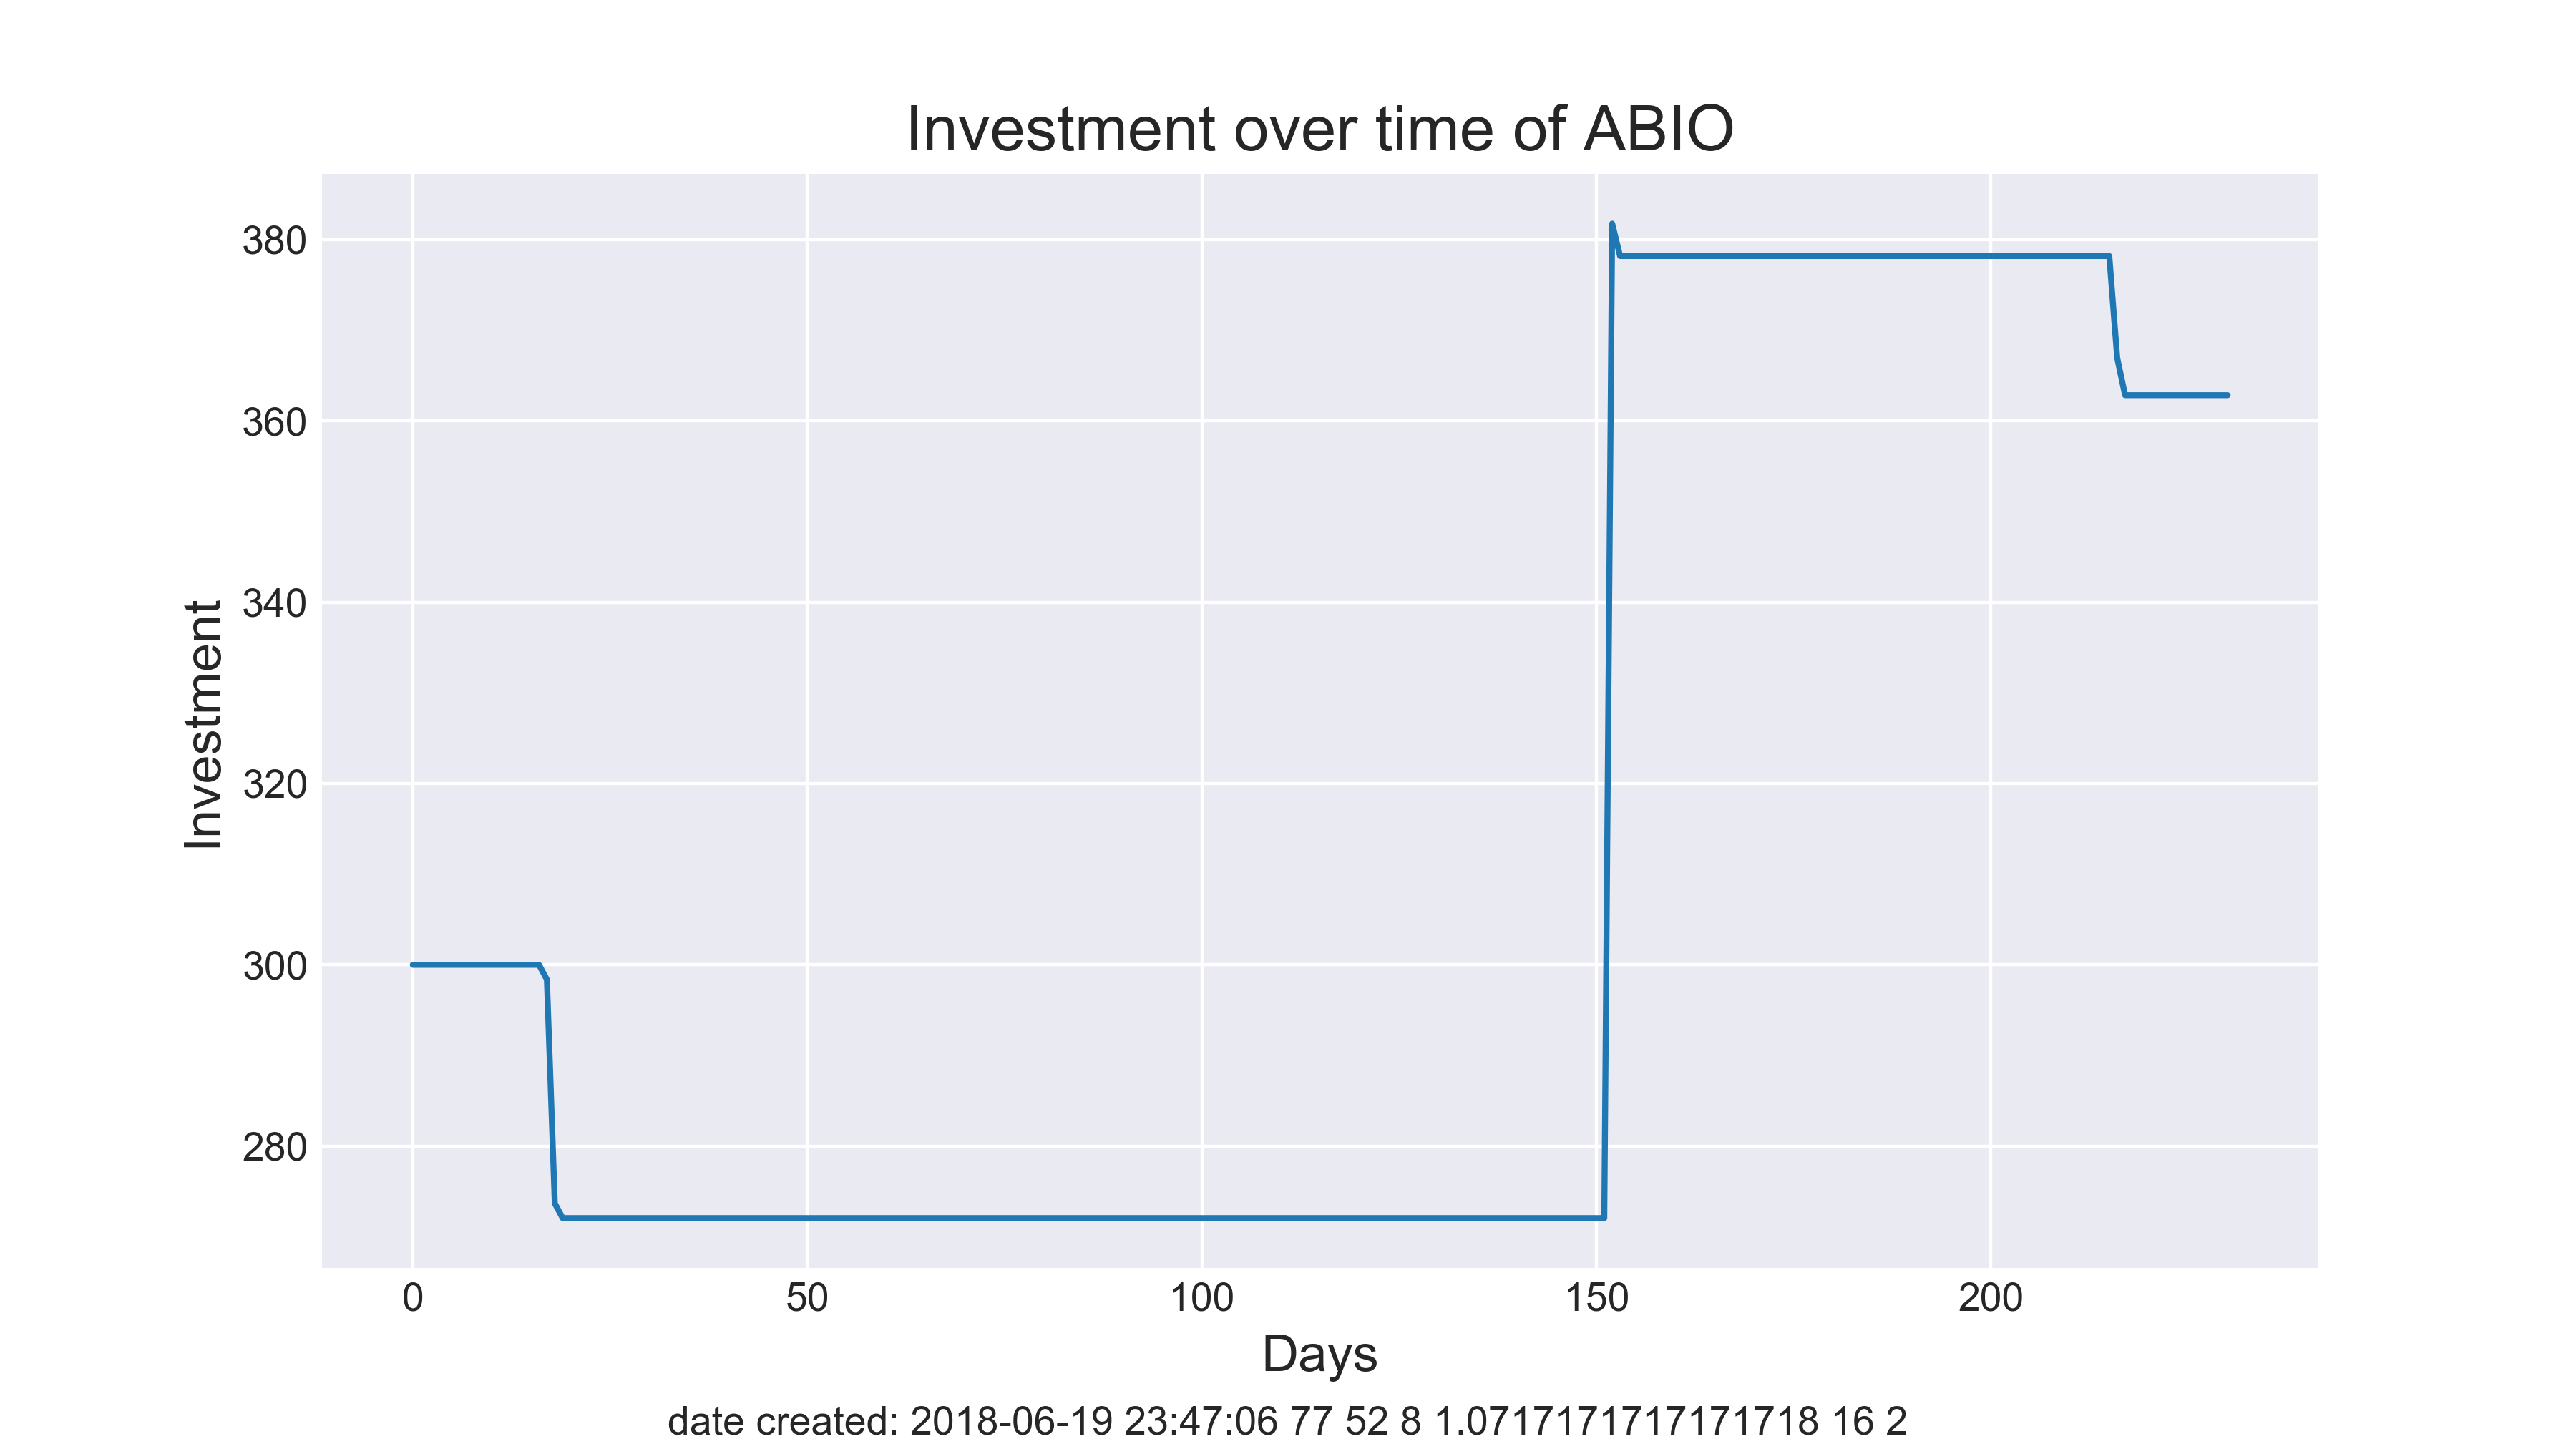 Investment over time of ABIO
Investment
380
360
340
320
300
280
0 50 100 150 200
Days
date created: 2018-06-19 23:47:06 77 52 8 1.0717171717171718 16 2